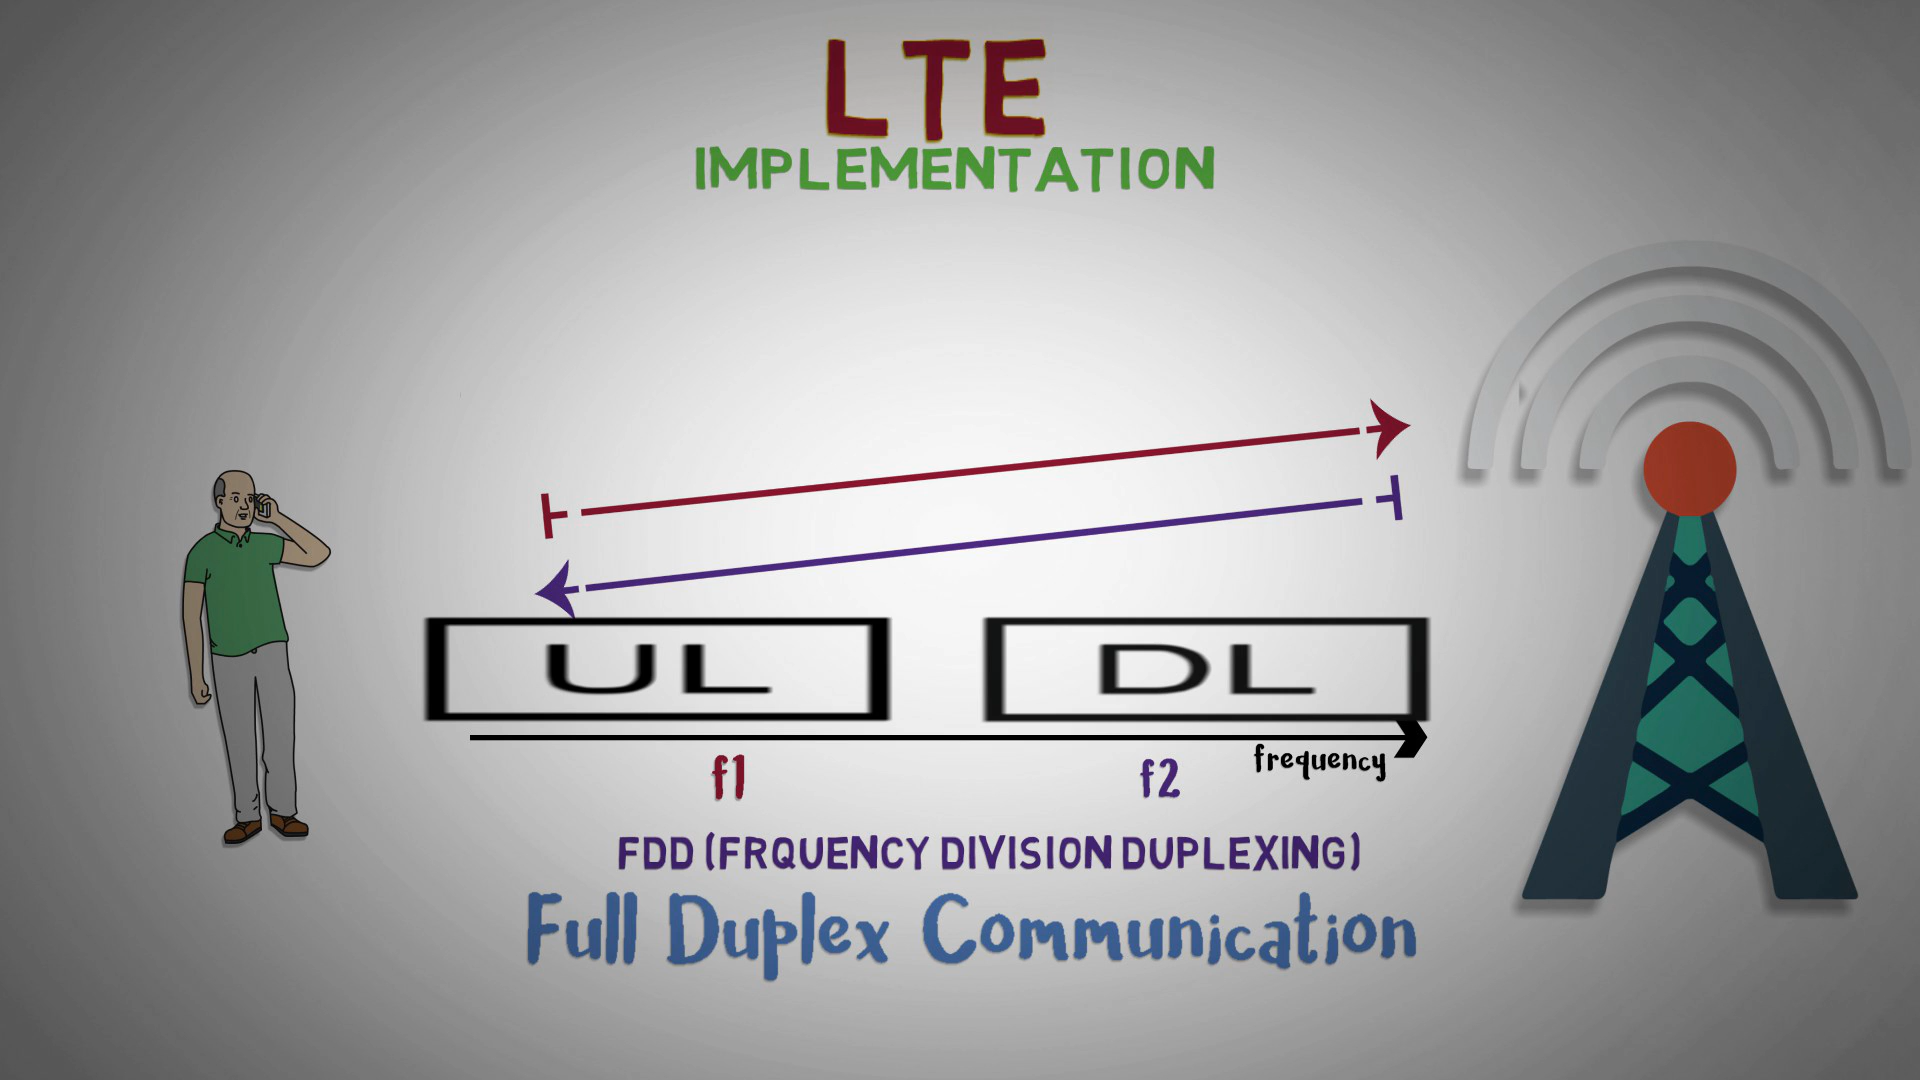 LTE
IMPLEMENTATION
UL DL
f1 f2 frequency
FDD (FRQUENCY DIVISION DUPLEXING)
Full Duplex Communication